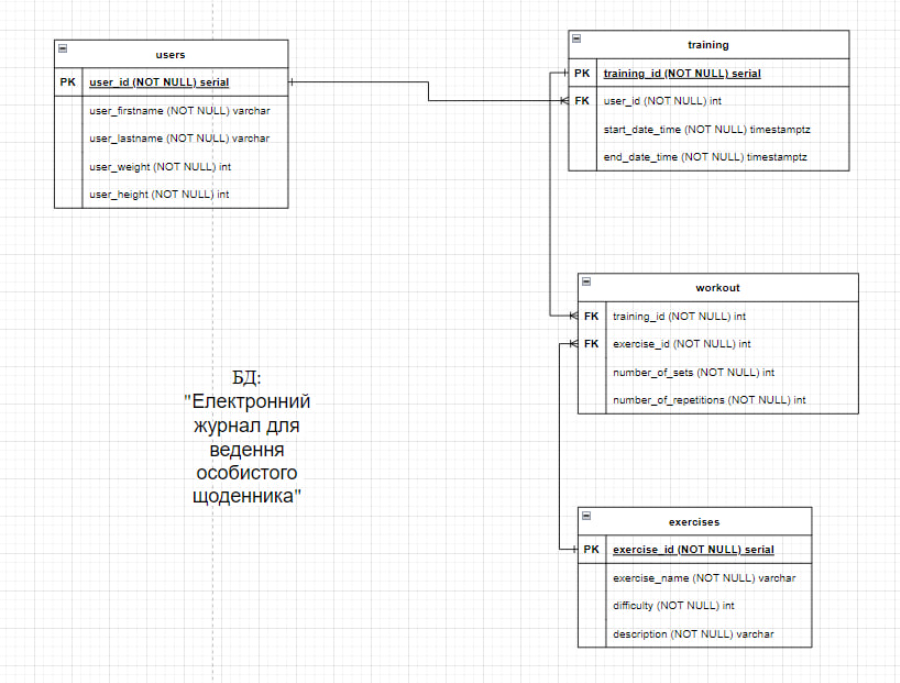 users
PK user_id (NOT NULL) serial
user_firstname (NOT NULL) varchar
user_lastname (NOT NULL) varchar
user_weight (NOT NULL) int
user_height (NOT NULL) int
training
PK training_id (NOT NULL) serial
FK user_id (NOT NULL) int
start_date_time (NOT NULL) timestamptz
end_date_time (NOT NULL) timestamptz
workout
FK training_id (NOT NULL) int
FK exercise_id (NOT NULL) int
number_of_sets (NOT NULL) int
number_of_repetitions (NOT NULL) int
БД:
"Електронний
журнал для
ведення
особистого
щоденника"
exercises
PK exercise_id (NOT NULL) serial
exercise_name (NOT NULL) varchar
difficulty (NOT NULL) int
description (NOT NULL) varchar